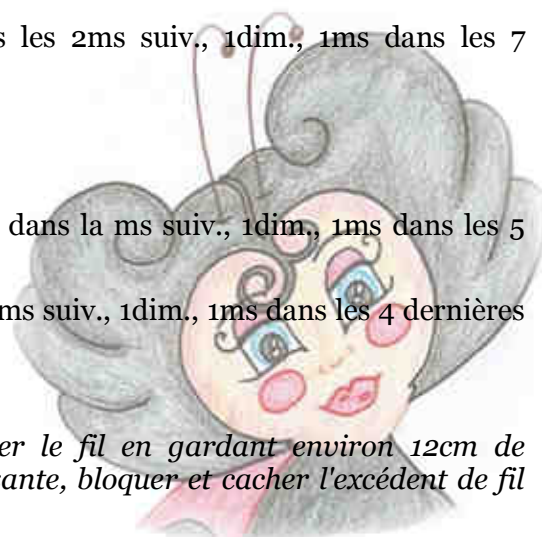 les 2ms suiv., 1dim., 1ms dans les 7
dans la ms suiv., 1dim., 1ms dans les 5
ms suiv., 1dim., 1ms dans les 4 dernières
le fil en gardant environ 12cm de
bloquer et cacher l'excédent de fil